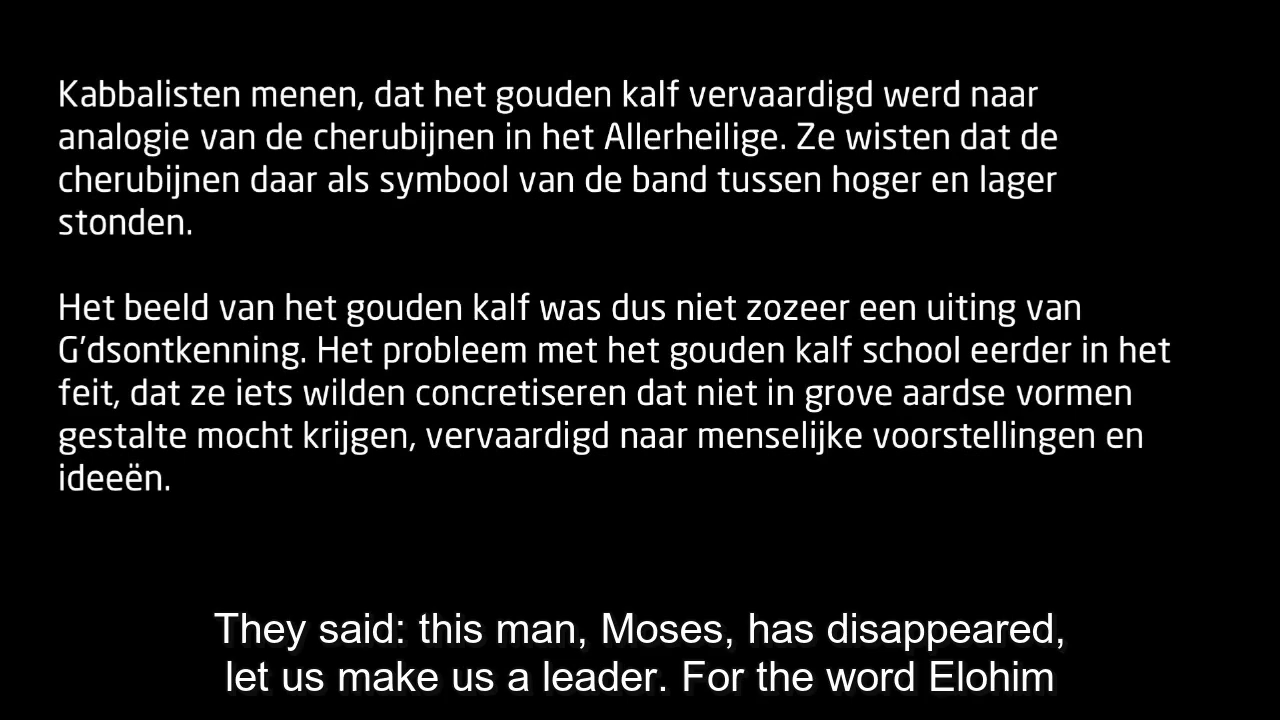 Kabbalisten menen, dat het gouden kalf vervaardigd werd naar
analogie van de cherubijnen in het Allerheilige. Ze wisten dat de
cherubijnen daar als symbool van de band tussen hoger en lager
stonden.
Het beeld van het gouden kalf was dus niet zozeer een uiting van
G'dsontkenning. Het probleem met het gouden kalf school eerder in het
feit, dat ze iets wilden concretiseren dat niet in grove aardse vormen
gestalte mocht krijgen, vervaardigd naar menselijke voorstellingen en
ideeën.
They said: this man, Moses, has disappeared,
let us make us a leader. For the word Elohim